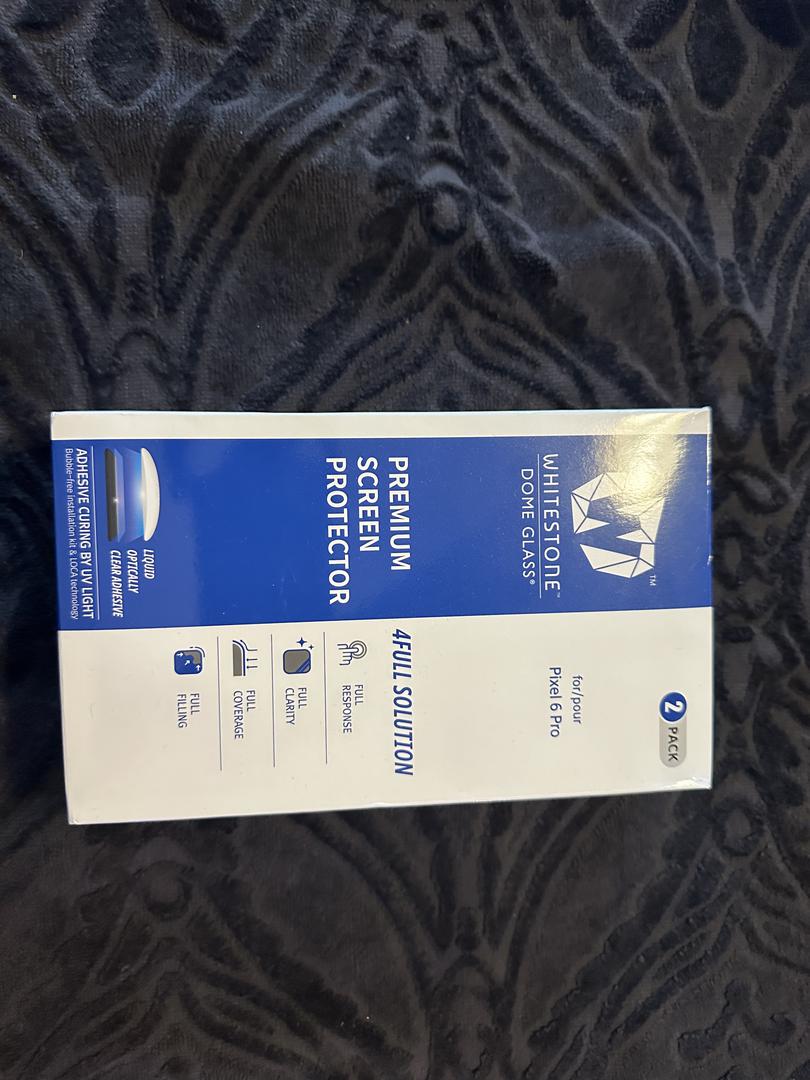 2 PACK
WHITESTONE™
DOME GLASS®
for/pour
Pixel 6 Pro
PREMIUM
SCREEN
PROTECTOR
4FULL SOLUTION
FULL
RESPONSE
FULL
CLARITY
FULL
COVERAGE
FULL
FILLING
LIQUID
OPTICALLY
CLEAR ADHESIVE
ADHESIVE CURING BY UV LIGHT
Bubble-free installation kit & LOCA technology